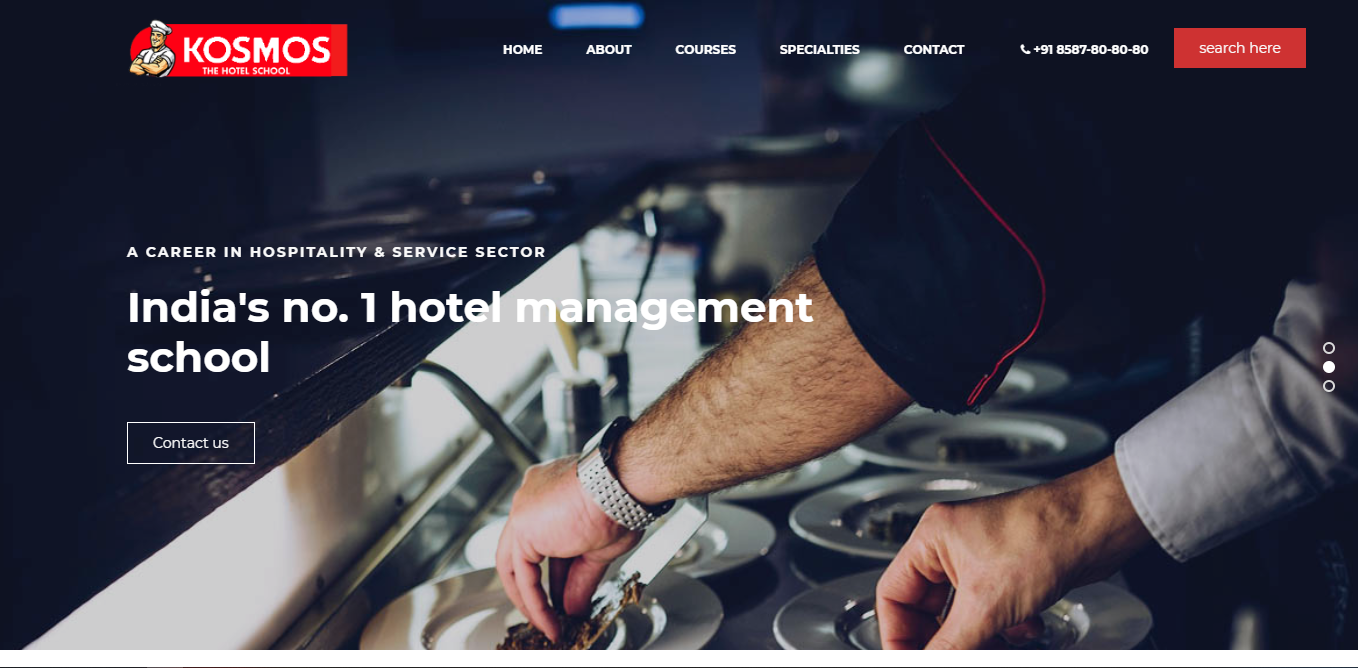 KOSMOS
THE HOTEL SCHOOL
HOME ABOUT COURSES SPECIALTIES CONTACT +91 8587-80-80-80 search here
A CAREER IN HOSPITALITY & SERVICE SECTOR
India's no. 1 hotel management
school
Contact us